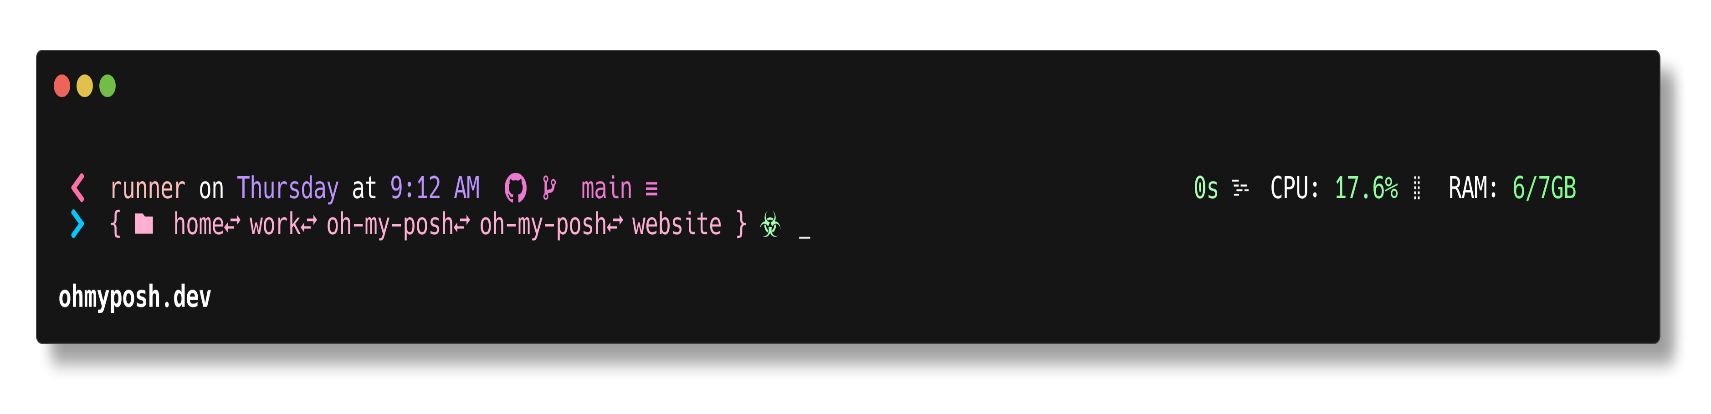 ❮ runner on Thursday at 9:12 AM main ≡ 0s CPU: 17.6% RAM: 6/7GB
❯ { home⥄ work⥄ oh-my-posh⥄ oh-my-posh⥄ website } ☣ _
ohmyposh.dev